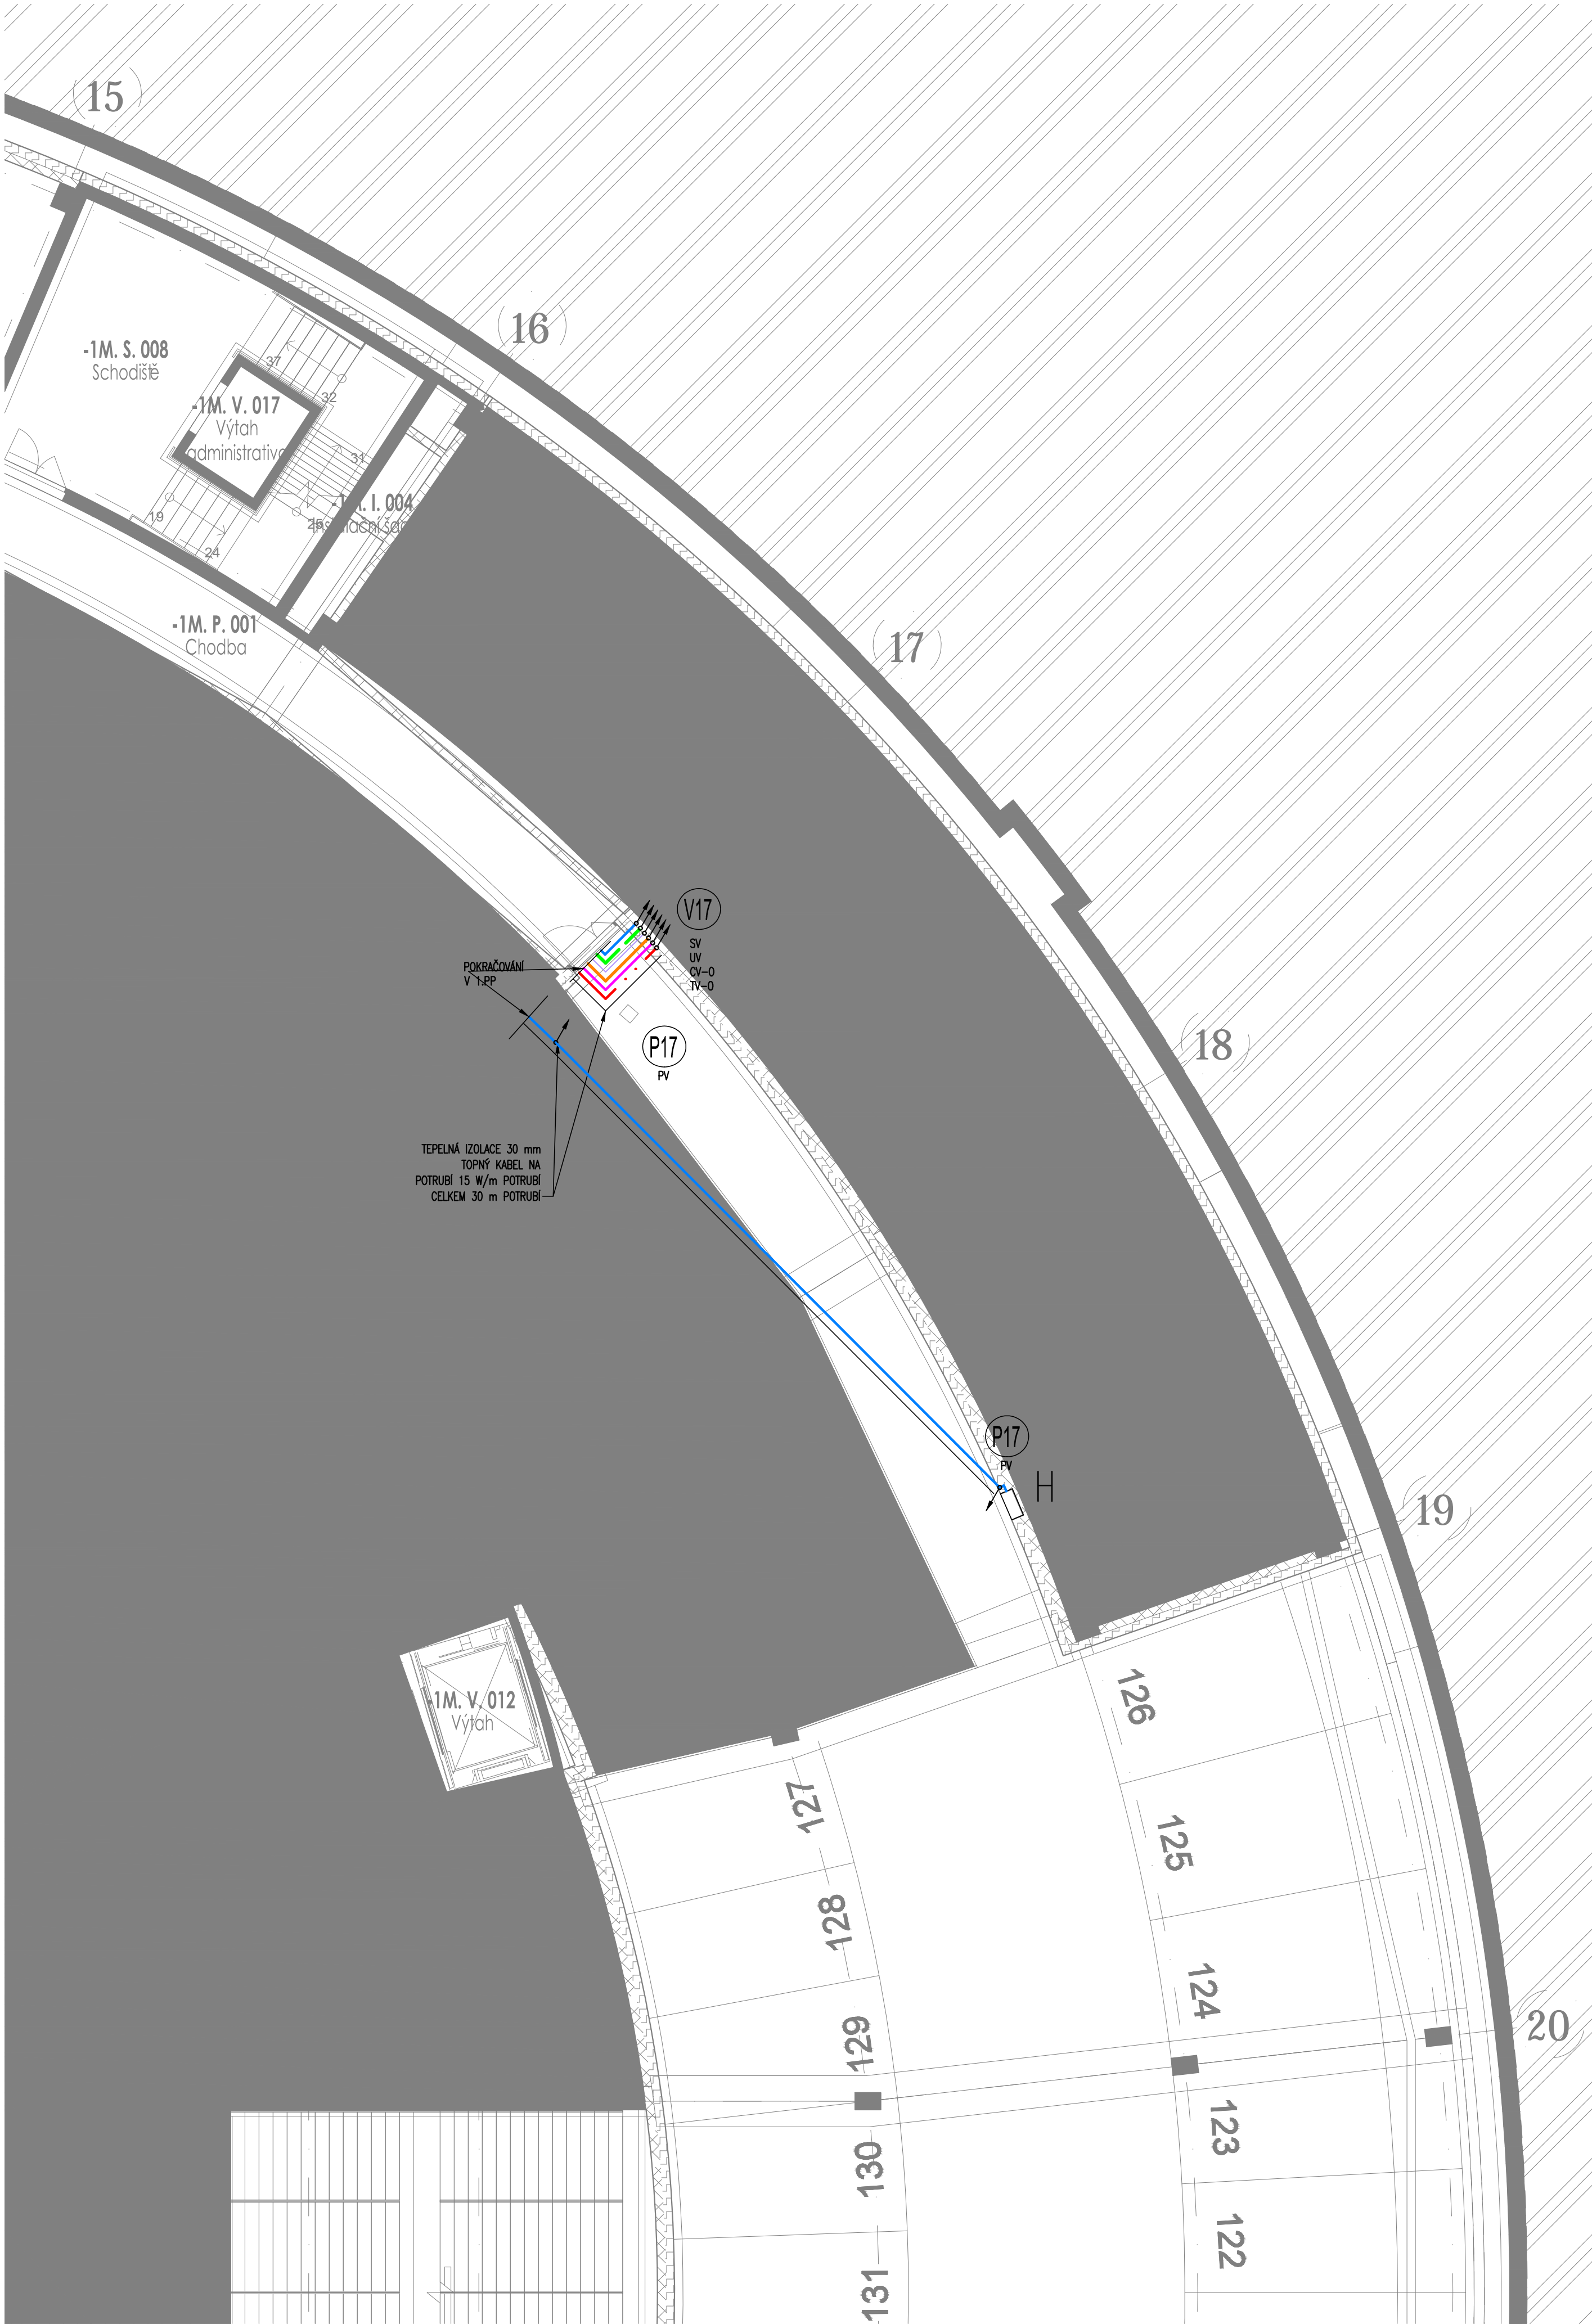 15
16
-1M. S. 008
Schodiště
37
32
-1M. V. 017
Výtah
administrativa
31
I. 004
19
25
24
-1M. P. 001
Chodba
17
V17
SV
UV
CV-0
TV-0
POKRAČOVÁNÍ
V 1.PP
18
P17
PV
TEPELNÁ IZOLACE 30 mm
TOPNÝ KABEL NA
POTRUBÍ 15 W/m POTRUBÍ
CELKEM 30 m POTRUBÍ
P17
PV
H
19
-1M. V. 012
Výtah
126
127
125
128
124
129
20
123
130
122
131